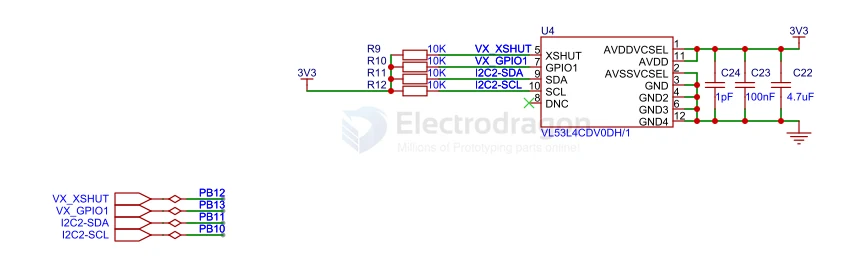 U4
3V3
R9 10K VX_XSHUT 5 XSHUT AVDDVCSEL 1
R10 10K VX_GPIO1 7 GPIO1 AVDD 11
3V3 R11 10K I2C2-SDA 9 SDA AVSSVCSEL 2 C24 C23 C22
R12 10K I2C2-SCL 10 SCL GND 3
8 DNC GND2 4 1pF 100nF 4.7uF
GND3 6
GND4 12
VL53L4CDV0DH/1
Electrodragon
Millions of Prototyping parts online!
VX_XSHUT PB12
VX_GPIO1 PB13
I2C2-SDA PB11
I2C2-SCL PB10